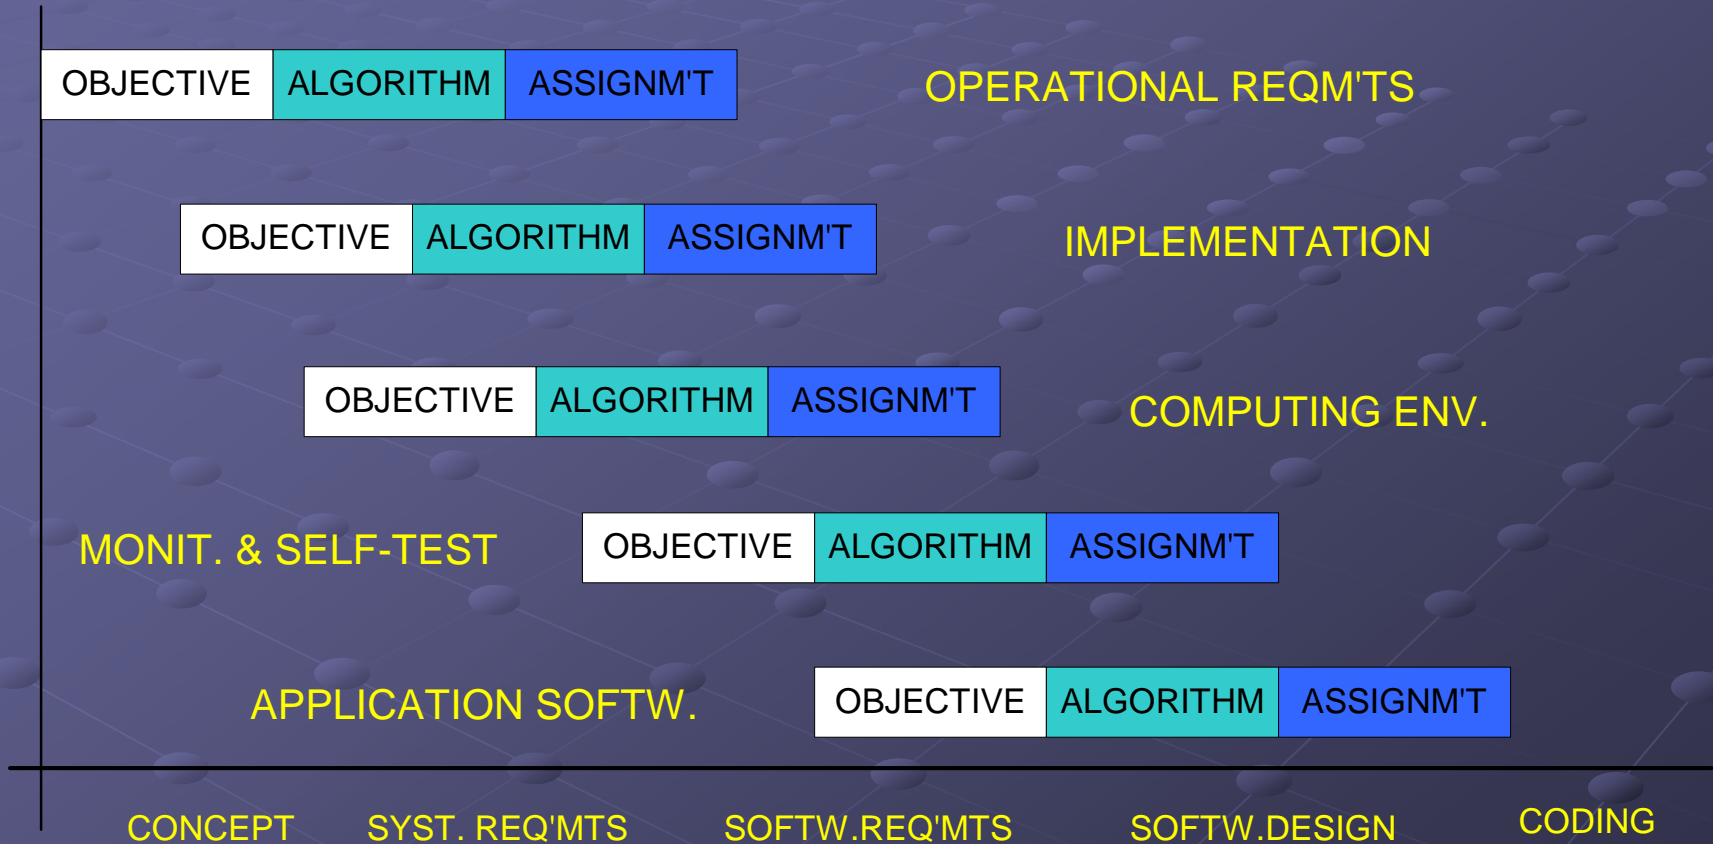 OBJECTIVE ALGORITHM ASSIGNM'T OPERATIONAL REQM'TS
OBJECTIVE ALGORITHM ASSIGNM'T IMPLEMENTATION
OBJECTIVE ALGORITHM ASSIGNM'T COMPUTING ENV.
MONIT. & SELF-TEST OBJECTIVE ALGORITHM ASSIGNM'T
APPLICATION SOFTW. OBJECTIVE ALGORITHM ASSIGNM'T
CONCEPT SYST. REQ'MTS SOFTW.REQ'MTS SOFTW.DESIGN CODING